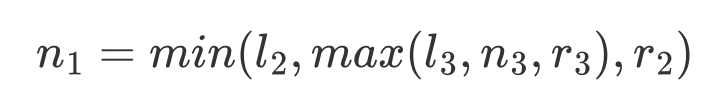 n₁ = min(l₂, max(l₃, n₃, r₃), r₂)